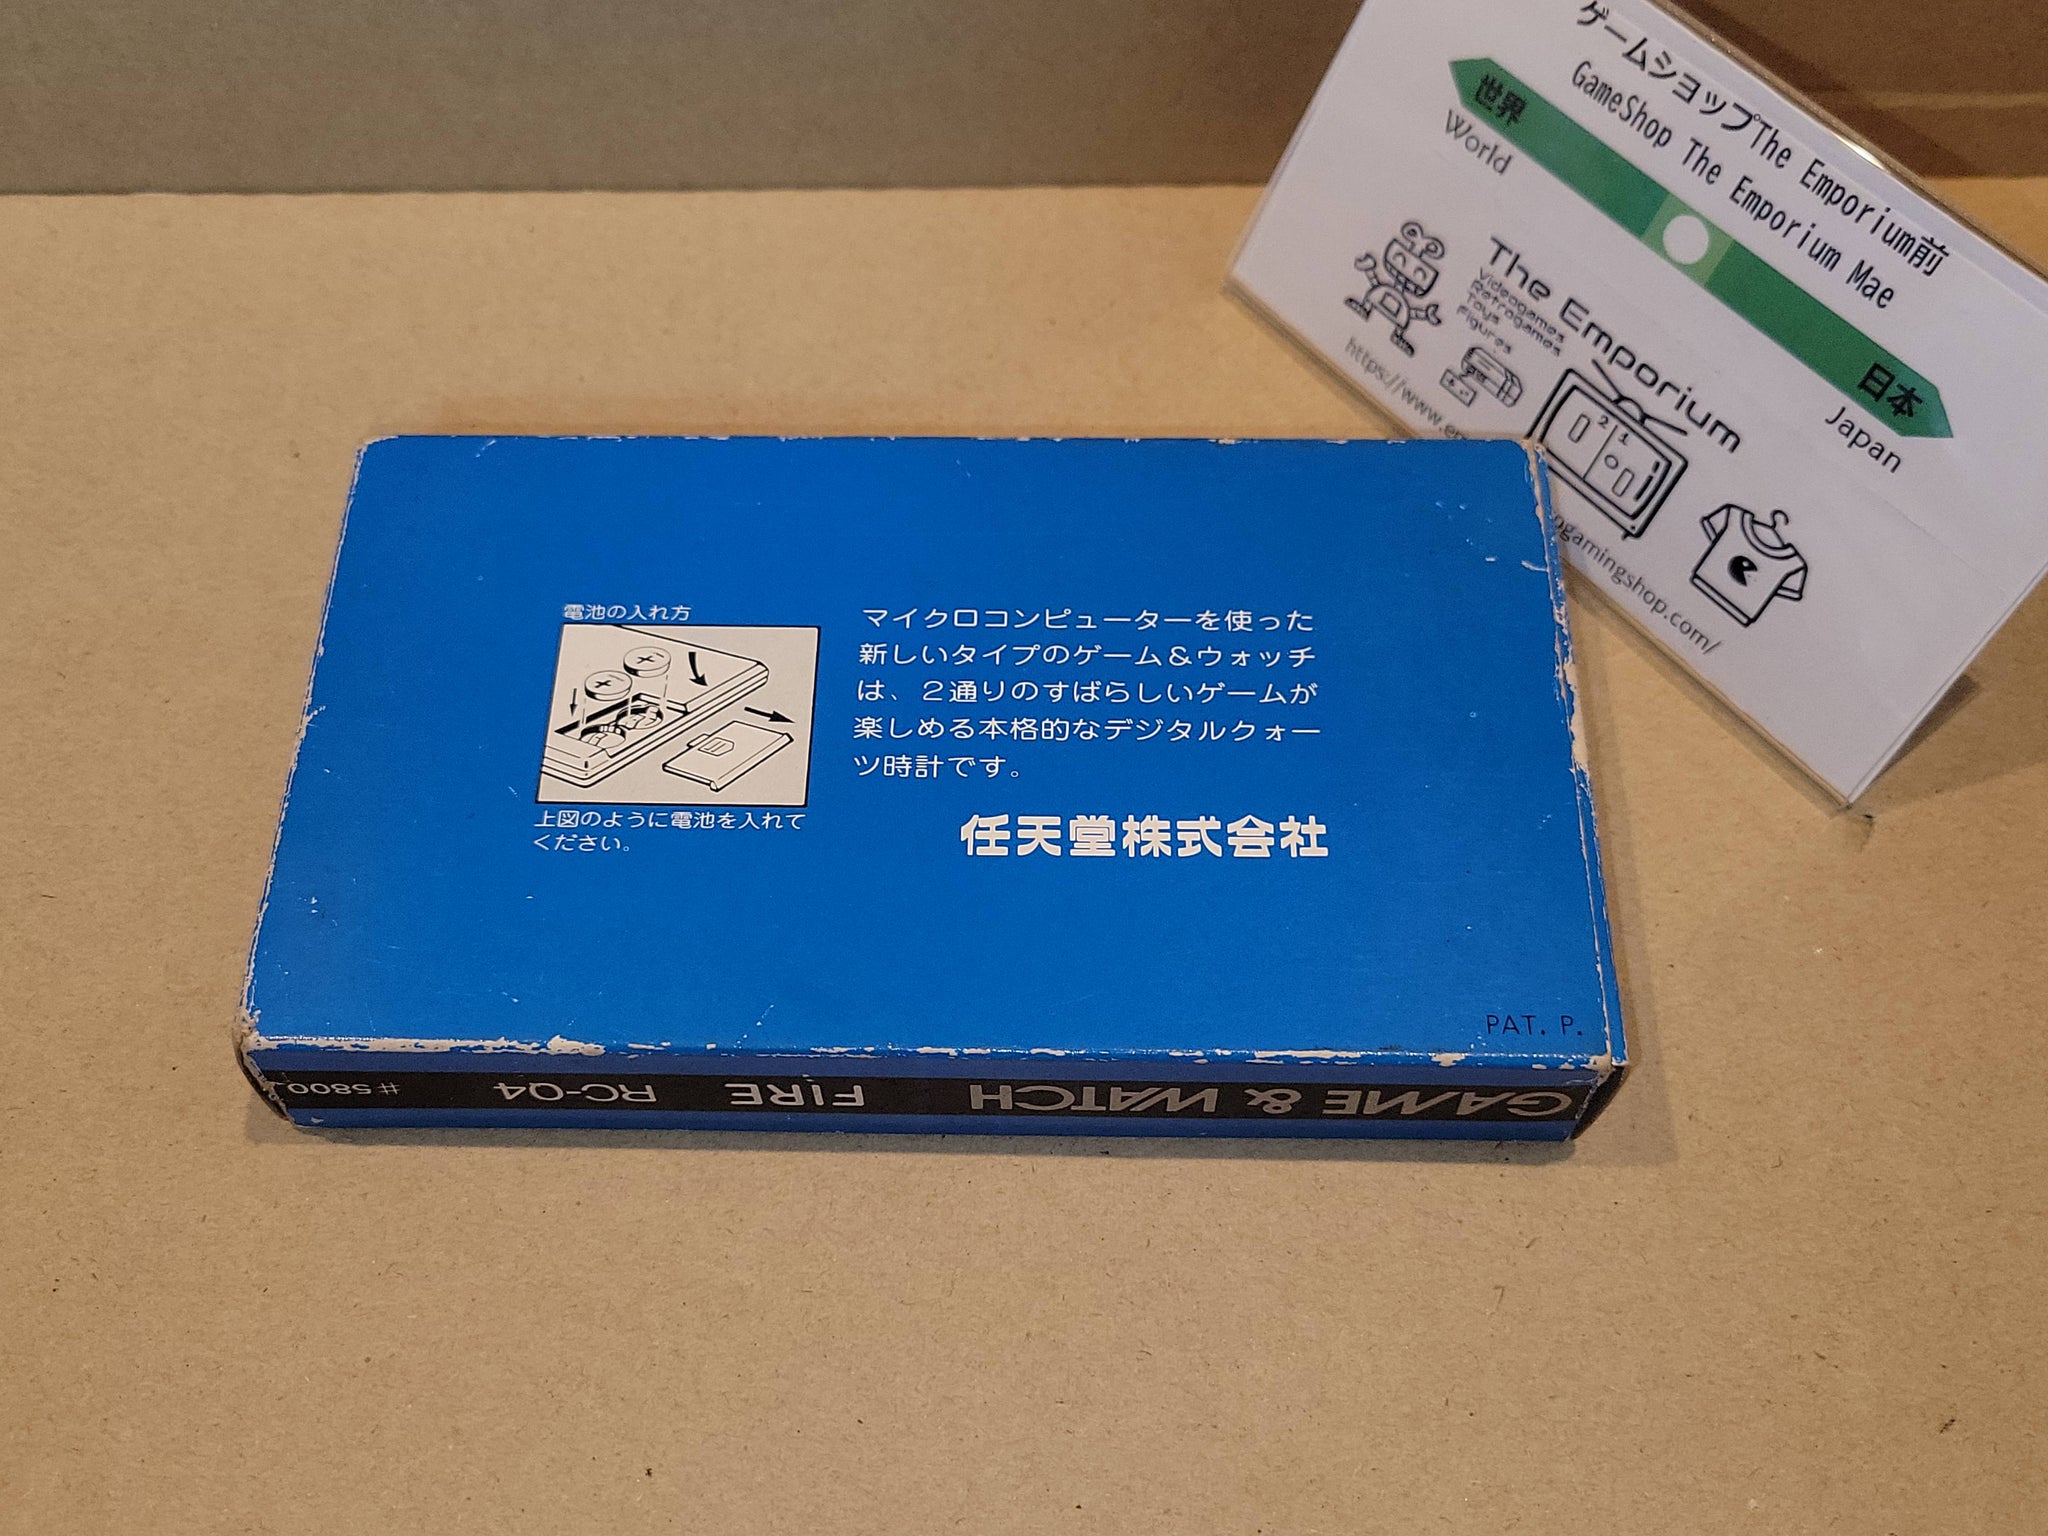 ゲームショップThe Emporium前
GameShop The Emporium Mae
世界
World
日本
Japan
The Emporium
Videogames
Retrogames
Toys
Figures
2 1
https://www.e
ogamingshop.com/
電池の入れ方
上図のように電池を入れて
ください。
マイクロコンピューターを使った
新しいタイプのゲーム&ウォッチ
は、2通りのすばらしいゲームが
楽しめる本格的なデジタルクォー
ツ時計です。
任天堂株式会社
PAT. P.
GAME & WATCH FIRE RC-04 #5800